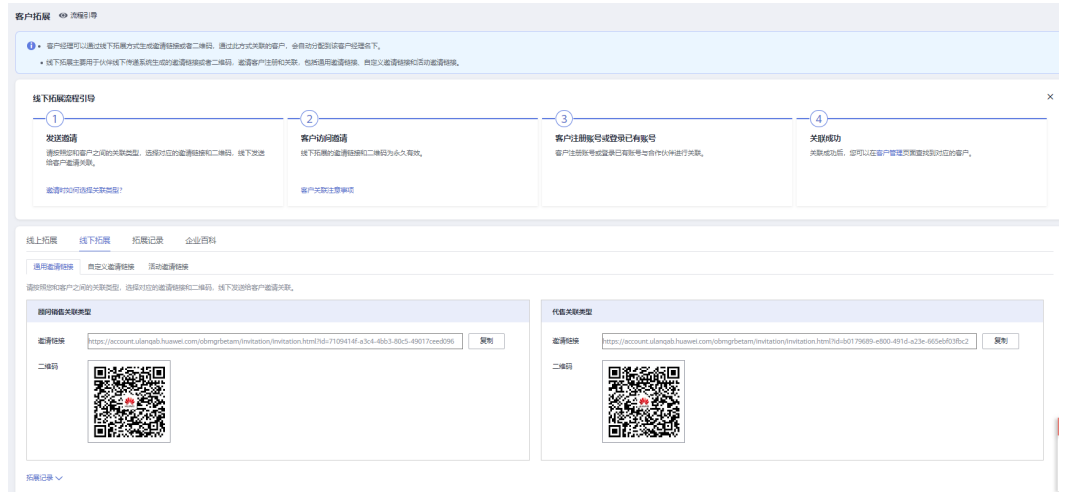 客户拓展 流程引导
客户经理可以通过线下拓展方式生成邀请链接或者二维码，通过此方式关联的客户，会自动分配到该客户经理名下。
线下拓展主要用于伙伴线下传递系统生成的邀请链接或者二维码，邀请客户注册和关联，包括通用邀请链接、自定义邀请链接和活动邀请链接。
线下拓展流程引导
1 2 3 4
发送邀请 客户访问邀请 客户注册账号或登录已有账号 关联成功
请按照您和客户之间的关联类型，选择对应的邀请链接和二维码，线下发送 线下拓展的邀请链接和二维码为永久有效。 客户注册账号或登录已有账号与合作伙伴进行关联。 关联成功后，您可以在客户管理页面查找到对应的客户。
给客户邀请关联。
邀请时如何选择关联类型？ 客户关联注意事项
线上拓展 线下拓展 拓展记录 企业百科
通用邀请链接 自定义邀请链接 活动邀请链接
请按照您和客户之间的关联类型，选择对应的邀请链接和二维码，线下发送给客户邀请关联。
顾问销售关联类型 代售关联类型
邀请链接 https://account.ulanqab.huawei.com/obmgrbetam/invitation/invitation.html?id=7109414f-a3c4-4bb3-80c5-49017ceed096 复制 邀请链接 https://account.ulanqab.huawei.com/obmgrbetam/invitation/invitation.html?id=b0179689-e800-491d-a23e-665ebf03fbc2 复制
二维码 二维码
拓展记录